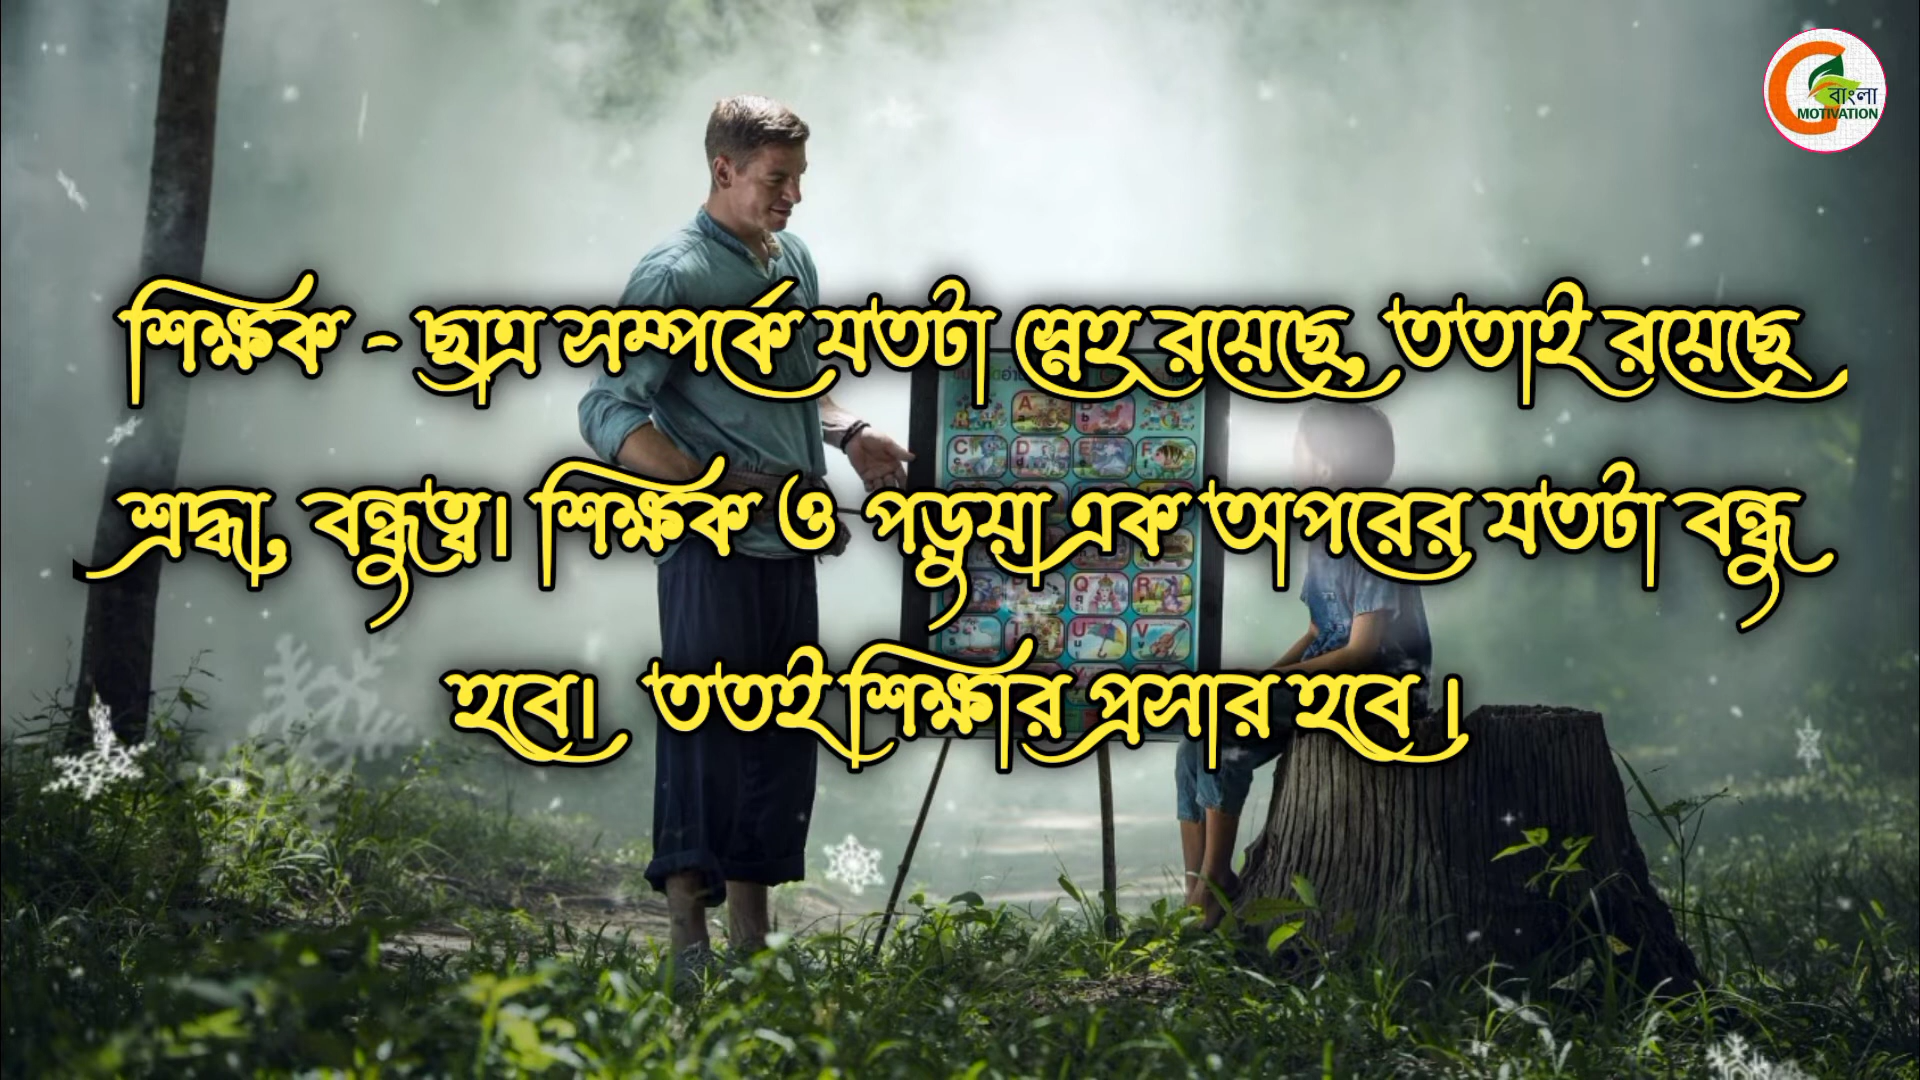 শিক্ষক - ছাত্র সম্পর্কে যতটা স্নেহ রয়েছে, ততাই রয়েছে
শ্রদ্ধা, বন্ধুত্ব। শিক্ষক ও পড়ুয়া এক অপরের যতটা বন্ধু
হবে। ততই শিক্ষার প্রসার হবে।
G
বাংলা
MOTIVATION
A B
C D E F
Q R
S T U V